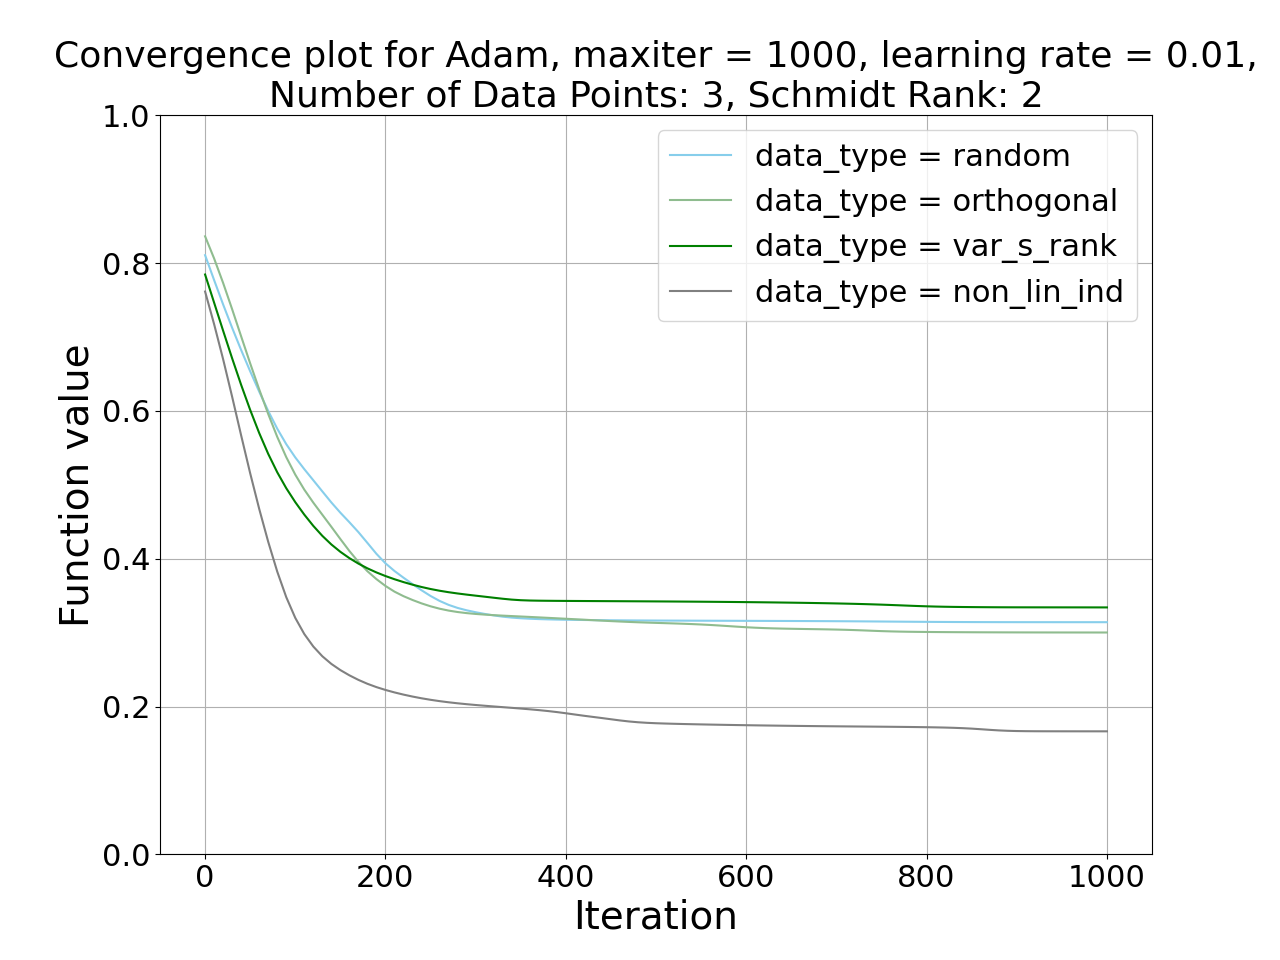 Convergence plot for Adam, maxiter = 1000, learning rate = 0.01,
Number of Data Points: 3, Schmidt Rank: 2
1.0
0.8
0.6
0.4
0.2
0.0
Function value
data_type = random
data_type = orthogonal
data_type = var_s_rank
data_type = non_lin_ind
0 200 400 600 800 1000
Iteration